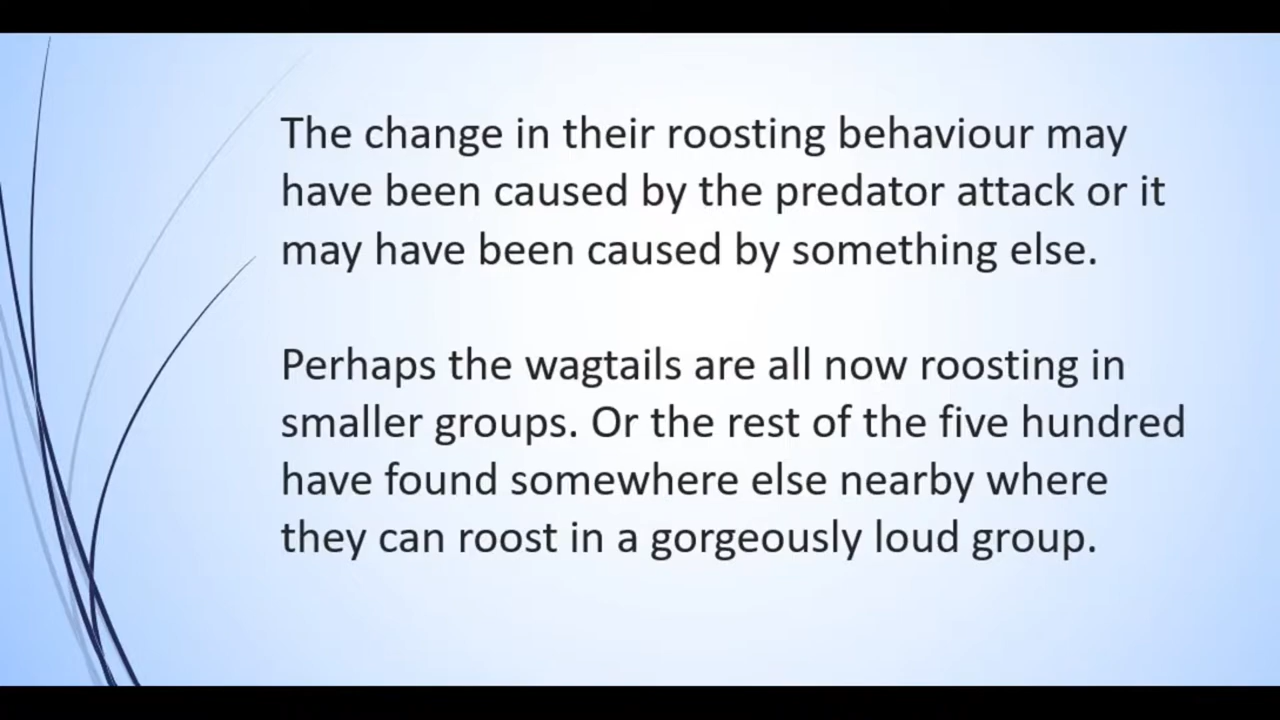 The change in their roosting behaviour may
have been caused by the predator attack or it
may have been caused by something else.
Perhaps the wagtails are all now roosting in
smaller groups. Or the rest of the five hundred
have found somewhere else nearby where
they can roost in a gorgeously loud group.